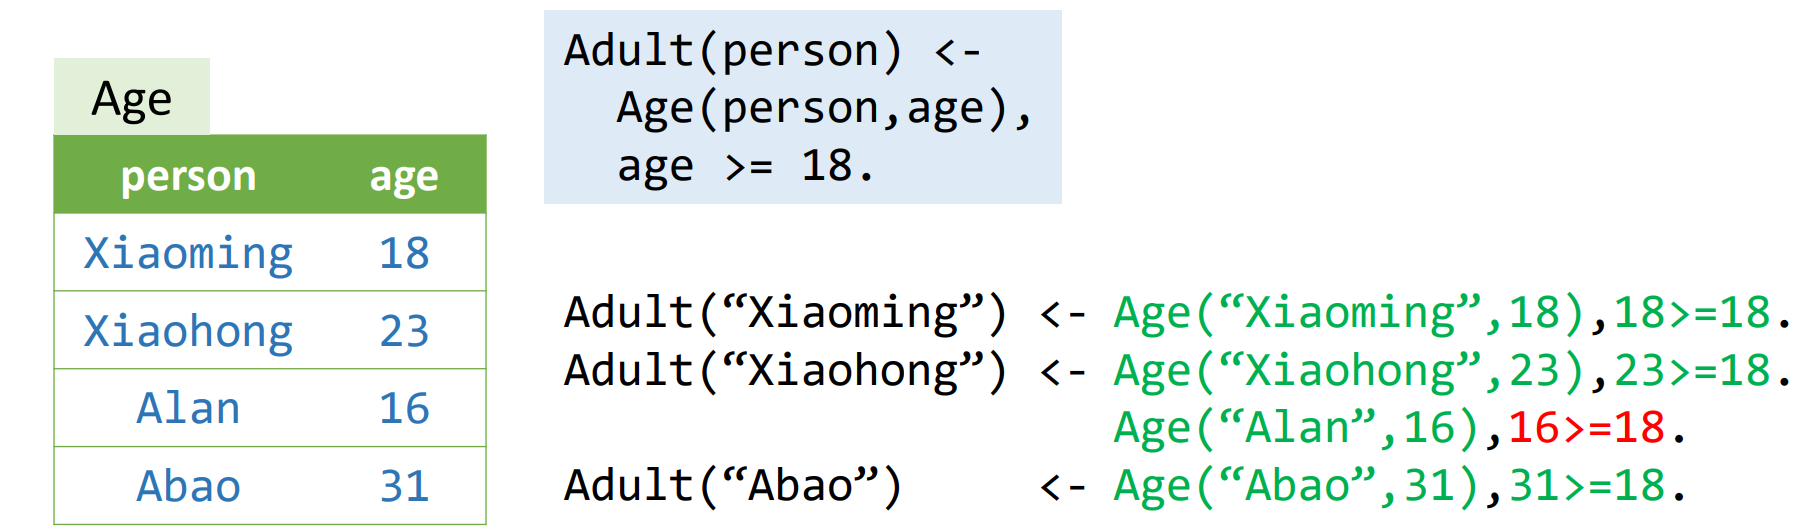 Age
person age
Xiaoming 18
Xiaohong 23
Alan 16
Abao 31
Adult(person) <-
Age(person,age),
age >= 18.
Adult(“Xiaoming”) <- Age(“Xiaoming”,18),18>=18.
Adult(“Xiaohong”) <- Age(“Xiaohong”,23),23>=18.
Age(“Alan”,16),16>=18.
Adult(“Abao”) <- Age(“Abao”,31),31>=18.